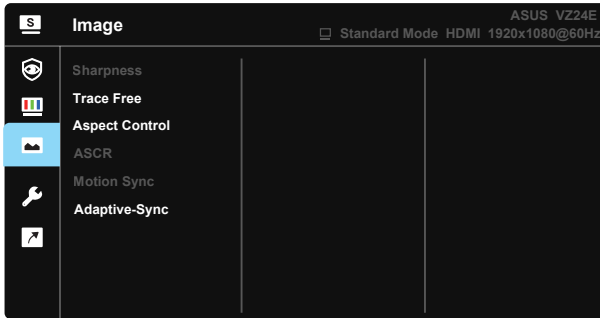 S
Image
ASUS VZ24E
Standard Mode HDMI 1920x1080@60Hz
Sharpness
Trace Free
Aspect Control
ASCR
Motion Sync
Adaptive-Sync